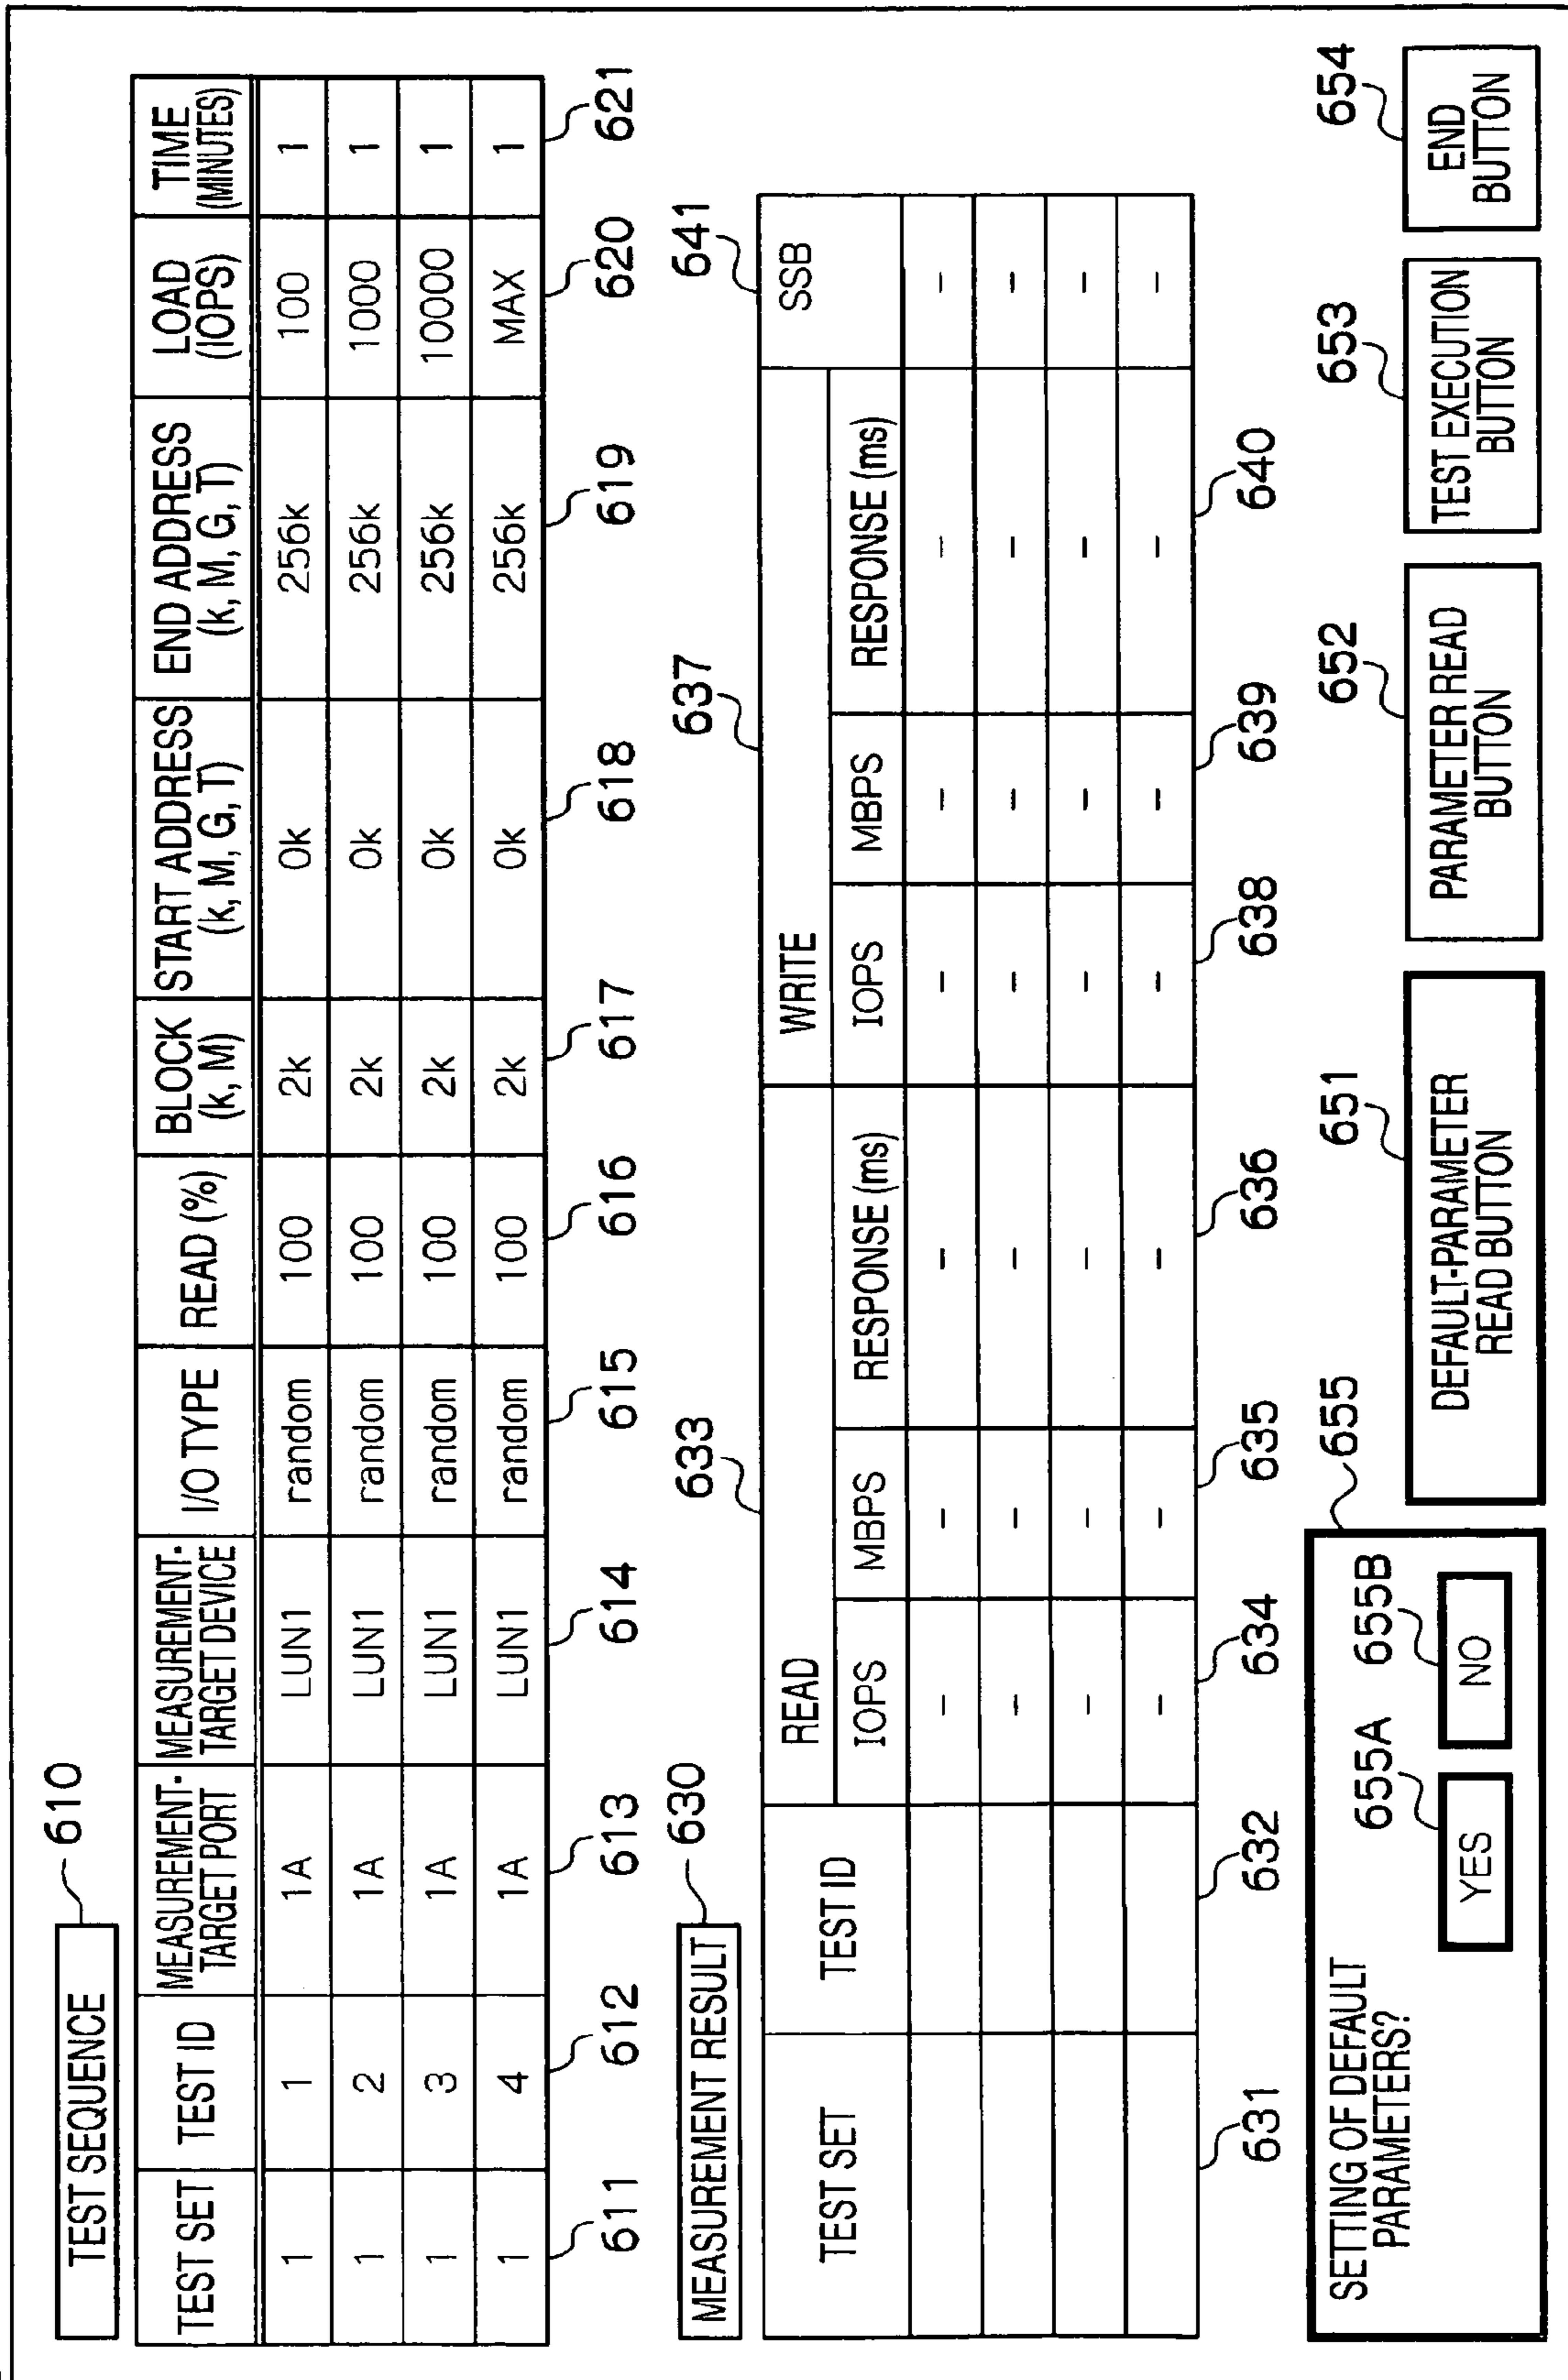 TEST SEQUENCE 610
TEST SET TEST ID MEASUREMENT-TARGET PORT MEASUREMENT-TARGET DEVICE I/O TYPE READ (%) BLOCK (k, M) START ADDRESS (k, M, G, T) END ADDRESS (k, M, G, T) LOAD (IOPS) TIME (MINUTES)
1 1 1A LUN1 random 100 2k 0k 256k 100 1
1 2 1A LUN1 random 100 2k 0k 256k 1000 1
1 3 1A LUN1 random 100 2k 0k 256k 10000 1
1 4 1A LUN1 random 100 2k 0k 256k MAX 1
611 612 613 614 615 616 617 618 619 620 621
MEASUREMENT RESULT 630
633 637 641
TEST SET TEST ID READ WRITE SSB
IOPS MBPS RESPONSE (ms) IOPS MBPS RESPONSE (ms)
– – – – – – –
– – – – – – –
– – – – – – –
– – – – – – –
631 632 634 635 636 638 639 640
SETTING OF DEFAULT
PARAMETERS?
655
655A 655B
YES NO
651 652 653 654
DEFAULT-PARAMETER
READ BUTTON
PARAMETER READ
BUTTON
TEST EXECUTION
BUTTON
END
BUTTON